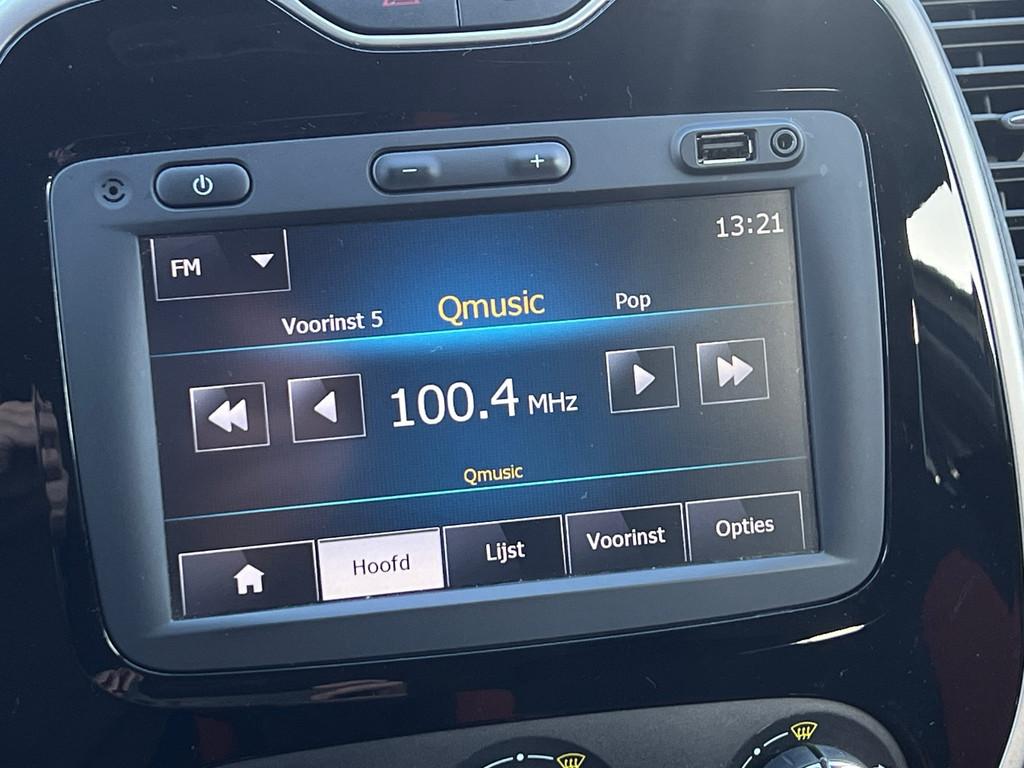 13:21
FM
Voorinst 5 Qmusic Pop
100.4 MHz
Qmusic
Hoofd Lijst Voorinst Opties